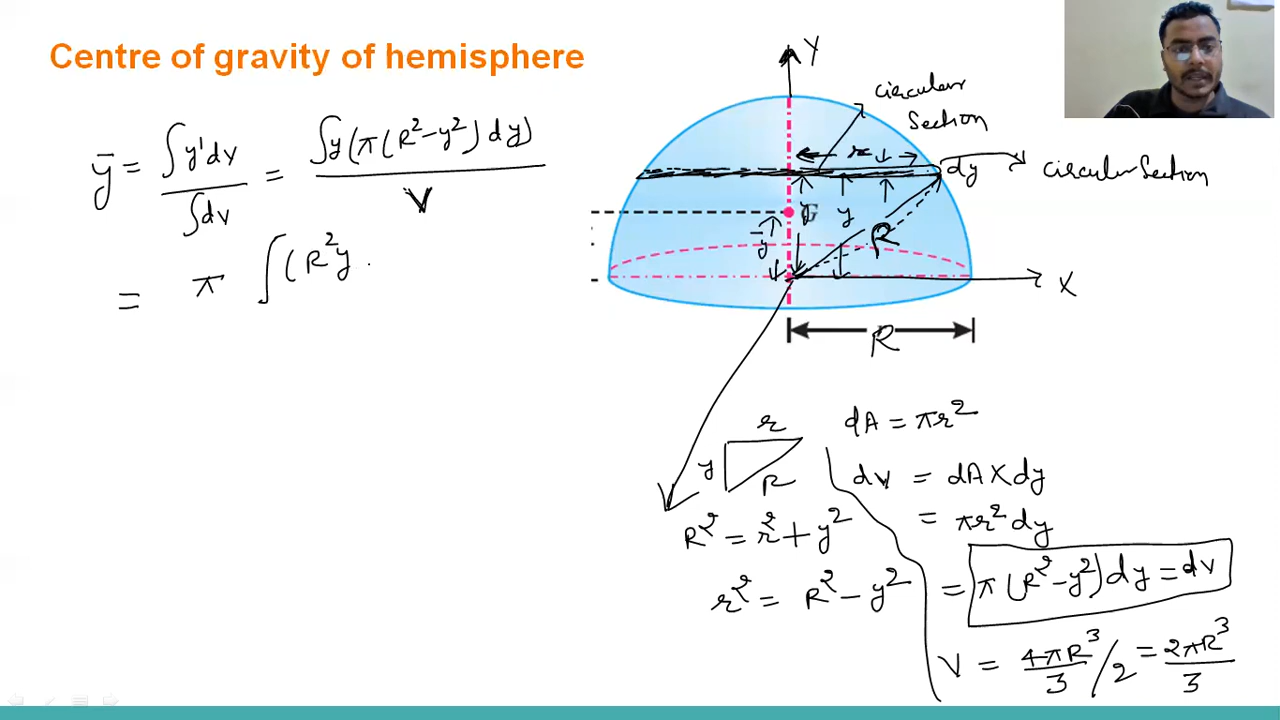 Centre of gravity of hemisphere
ȳ = ∫y'dv / ∫dv = ∫y(π(R²-y²)dy) / V
= π ∫(R²y
Y
circular
Section
r
dy
circular Section
y
ȳ
R
X
R
r
y
R
R² = r² + y²
r² = R² - y²
dA = πr²
dv = dA X dy
= πr² dy
= π(R²-y²)dy = dv
V = 4πR³/3 / 2 = 2πR³/3